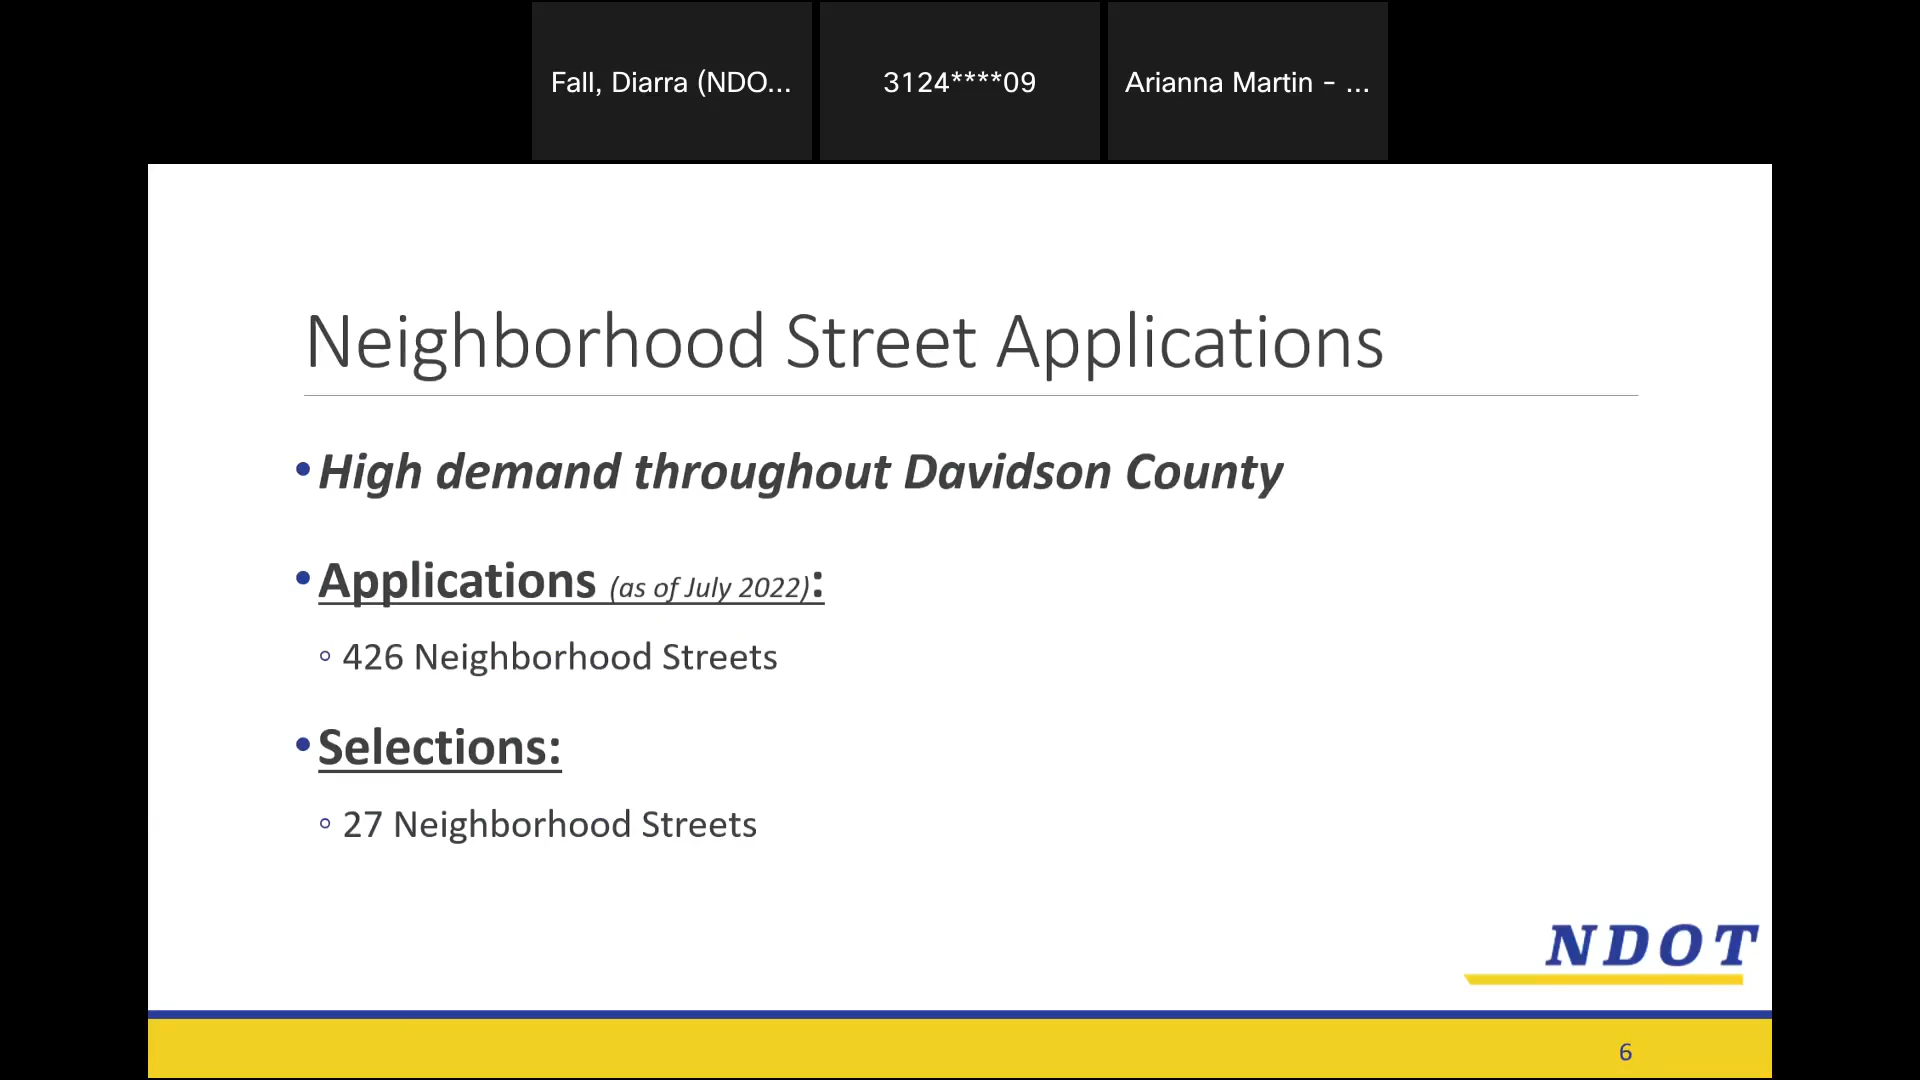 Fall, Diarra (NDO...
3124****09
Arianna Martin - ...
Neighborhood Street Applications
•High demand throughout Davidson County
•Applications (as of July 2022):
◦ 426 Neighborhood Streets
•Selections:
◦ 27 Neighborhood Streets
NDOT
6